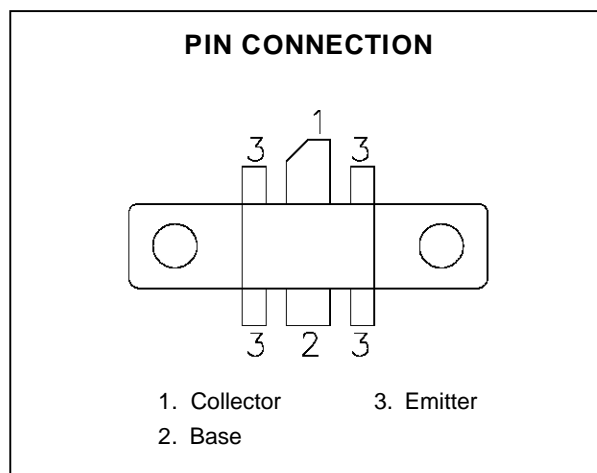 PIN CONNECTION
1
3 3
3 2 3
1. Collector 3. Emitter
2. Base